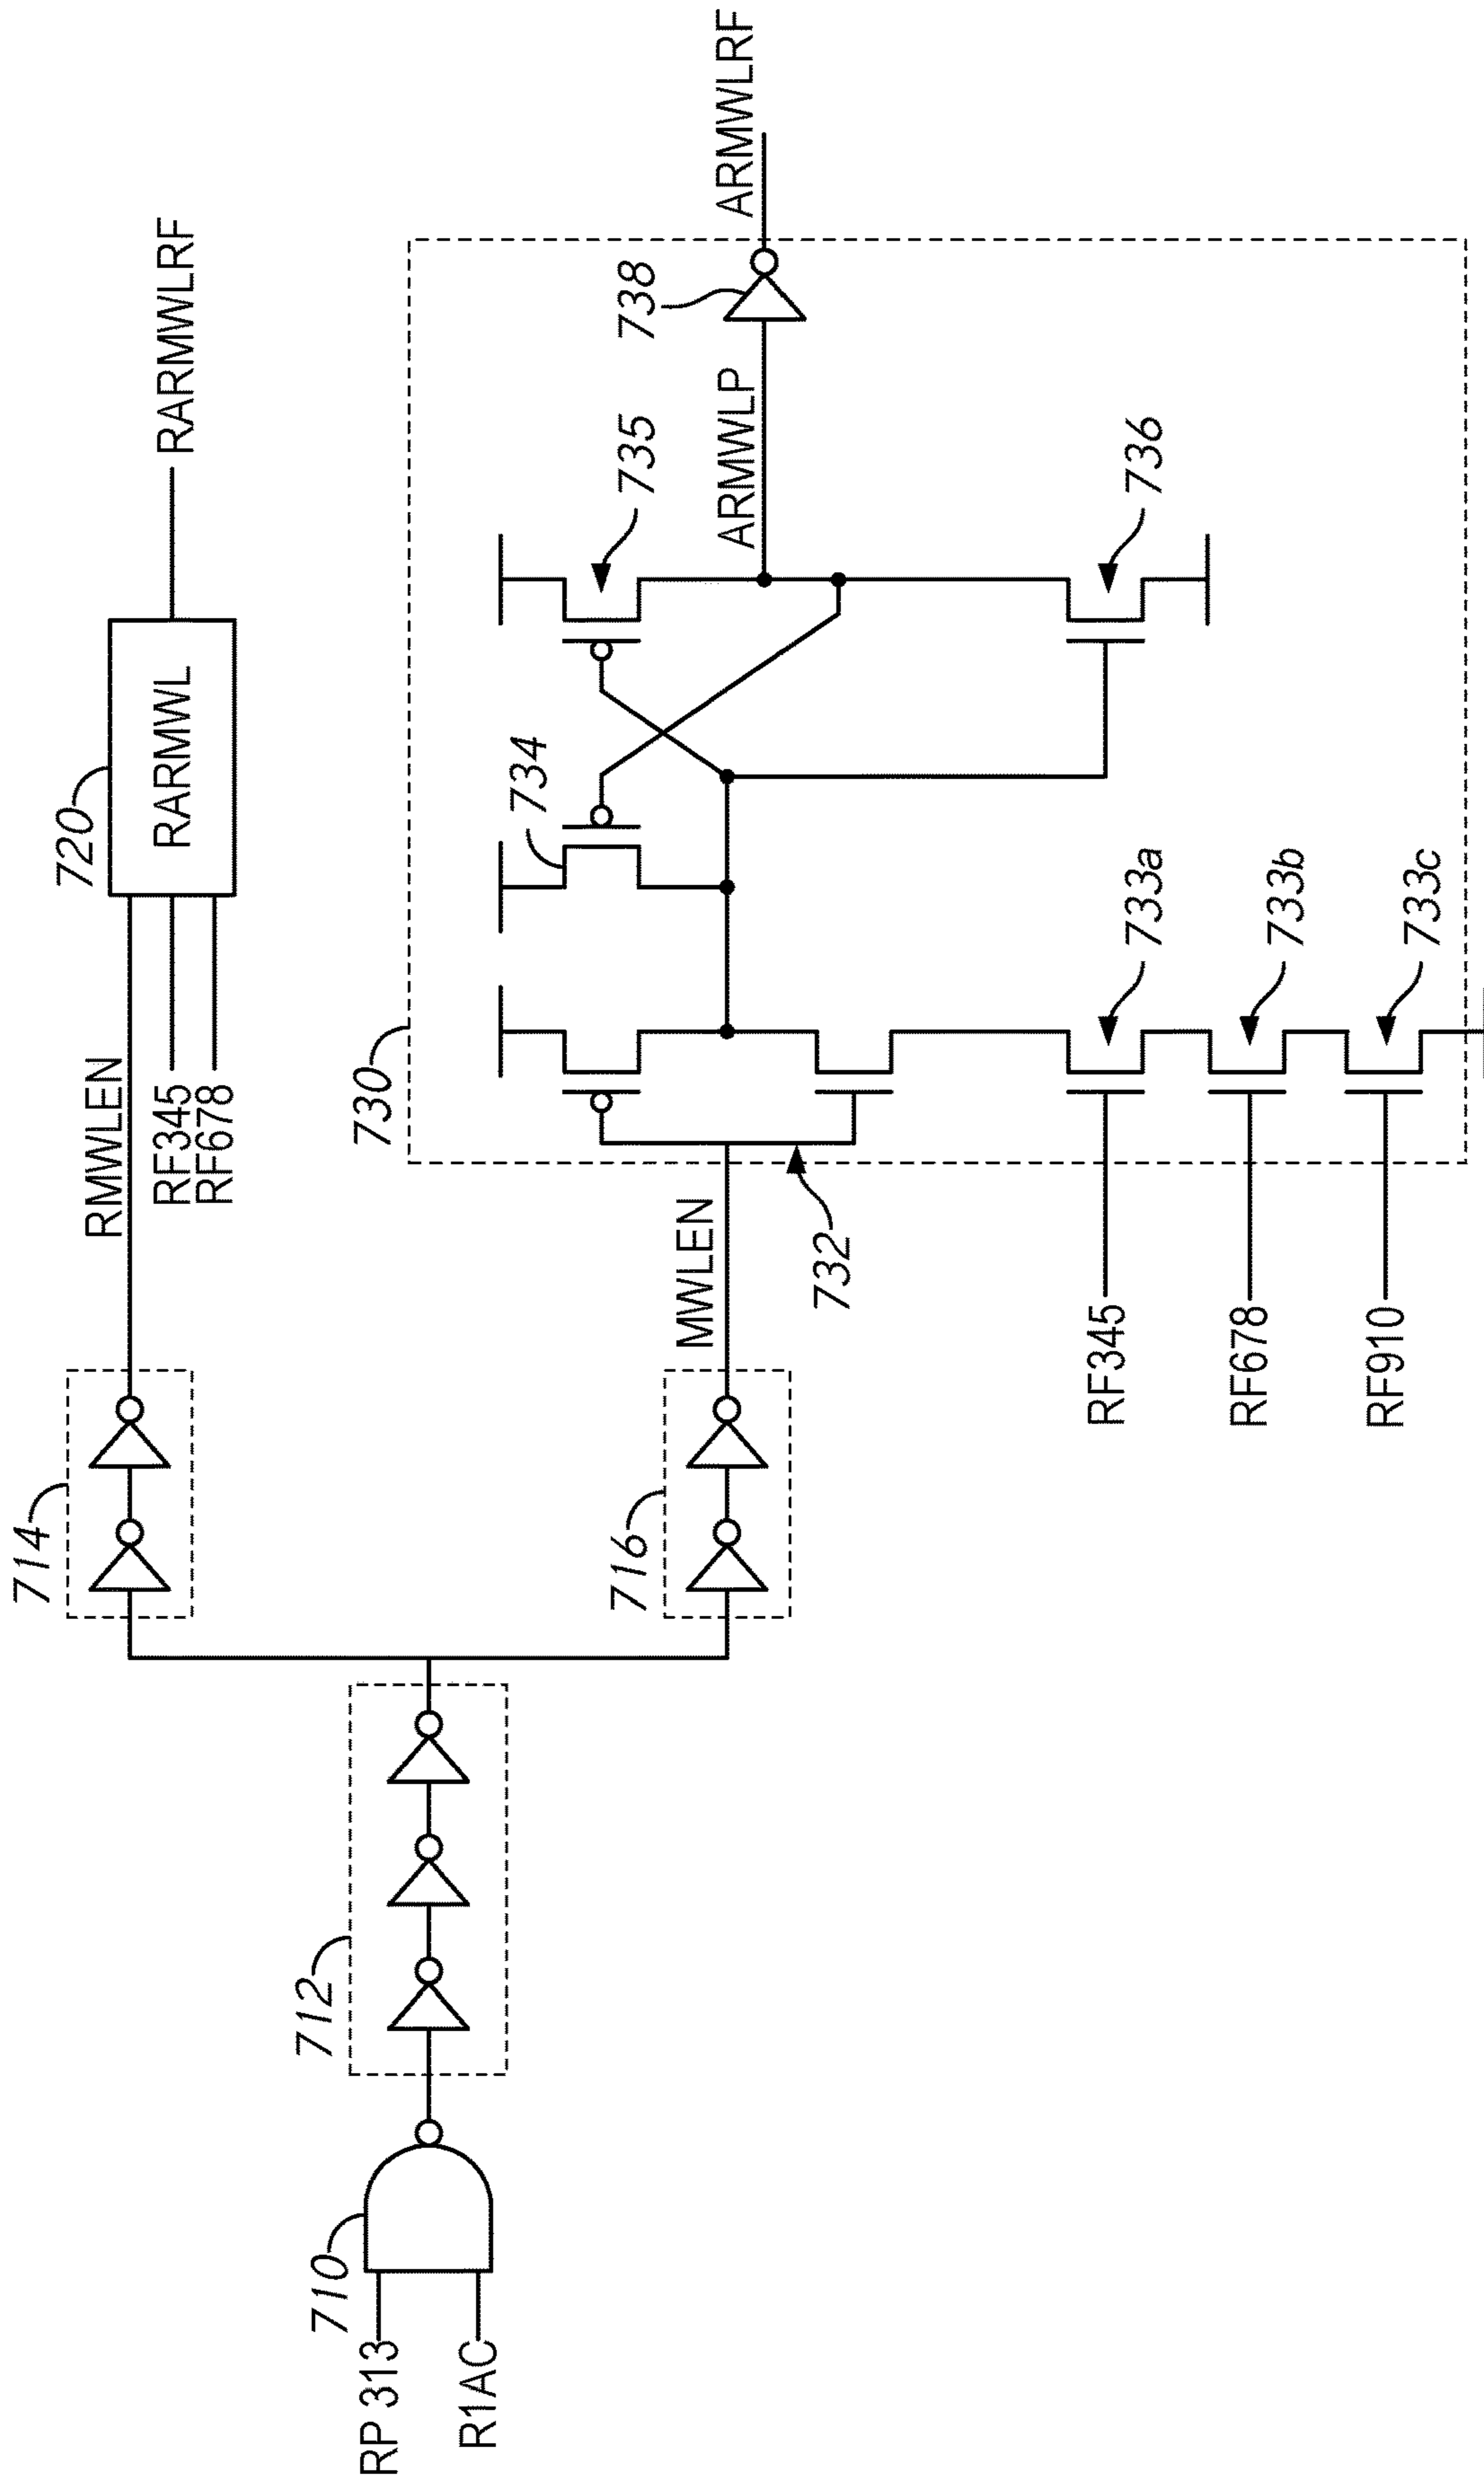 RP 313
R1AC
710
712
714
716
RMWLEN
RF345
RF678
720
RARMWL
RARMWLRF
MWLEN
730
732
734
735
ARMWLP
738
ARMWLRF
736
RF345
733a
RF678
733b
RF910
733c